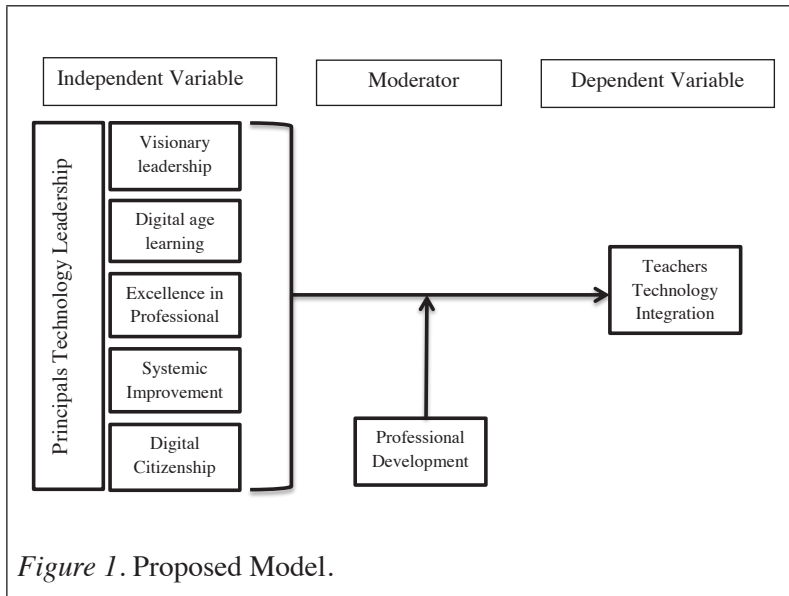 Independent Variable
Moderator
Dependent Variable
Principals Technology Leadership
Visionary
leadership
Digital age
learning
Excellence in
Professional
Systemic
Improvement
Digital
Citizenship
Professional
Development
Teachers
Technology
Integration
Figure 1. Proposed Model.